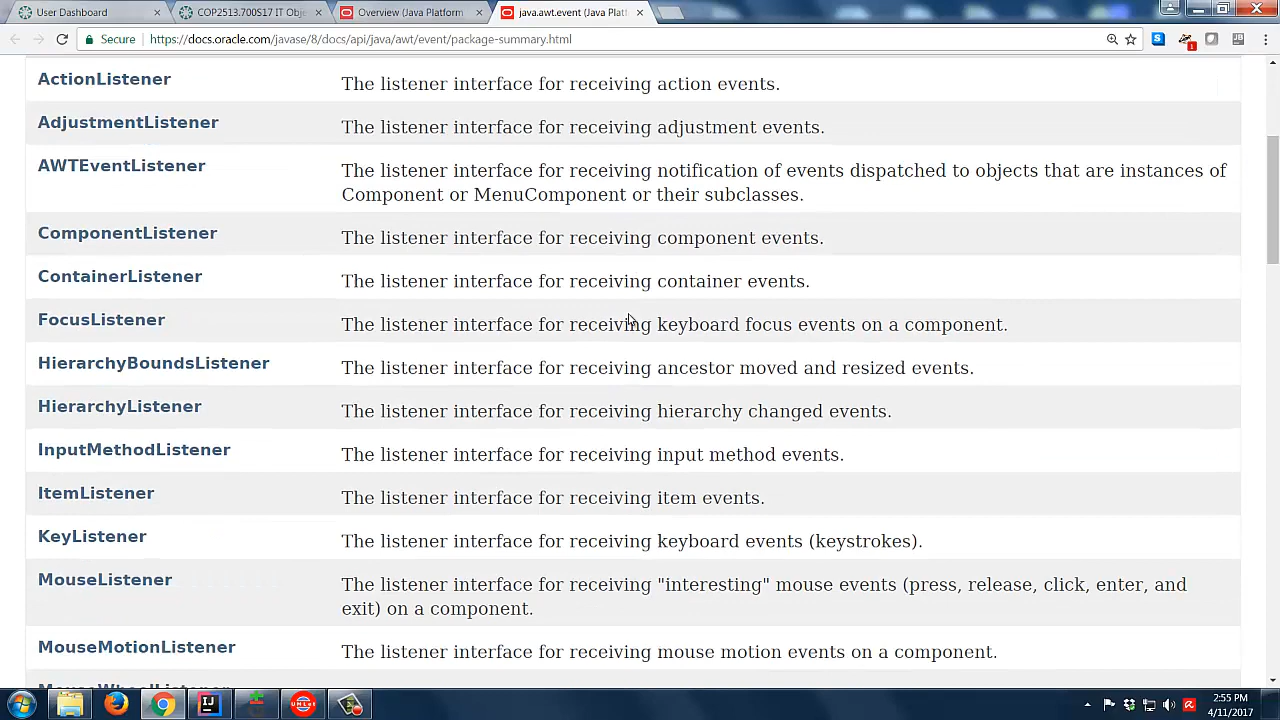 User Dashboard
COP2513.700S17 IT Objec
Overview (Java Platform
java.awt.event (Java Platf
Secure
https://docs.oracle.com/javase/8/docs/api/java/awt/event/package-summary.html
1
JB
ActionListener
The listener interface for receiving action events.
AdjustmentListener
The listener interface for receiving adjustment events.
AWTEventListener
The listener interface for receiving notification of events dispatched to objects that are instances of
Component or MenuComponent or their subclasses.
ComponentListener
The listener interface for receiving component events.
ContainerListener
The listener interface for receiving container events.
FocusListener
The listener interface for receiving keyboard focus events on a component.
HierarchyBoundsListener
The listener interface for receiving ancestor moved and resized events.
HierarchyListener
The listener interface for receiving hierarchy changed events.
InputMethodListener
The listener interface for receiving input method events.
ItemListener
The listener interface for receiving item events.
KeyListener
The listener interface for receiving keyboard events (keystrokes).
MouseListener
The listener interface for receiving "interesting" mouse events (press, release, click, enter, and
exit) on a component.
MouseMotionListener
The listener interface for receiving mouse motion events on a component.
MouseWheelListener
IJ
UMLet
2:55 PM
4/11/2017